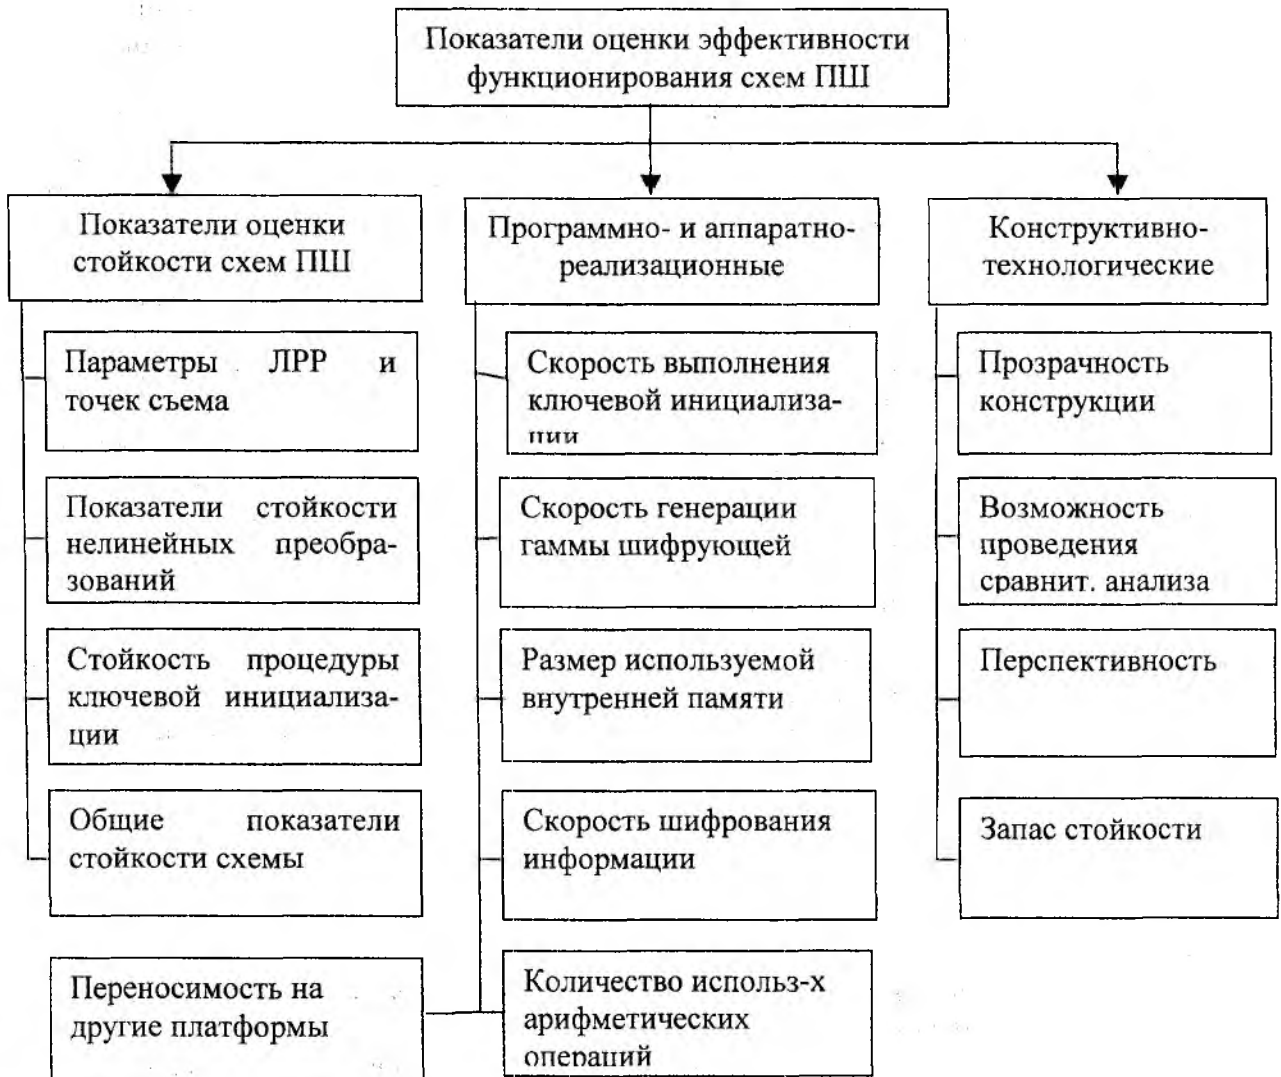 Показатели оценки эффективности
функционирования схем ПШ
Показатели оценки
стойкости схем ПШ
Программно- и аппаратно-
реализационные
Конструктивно-
технологические
Параметры ЛРР и
точек съема
Скорость выполнения
ключевой инициализа-
ции
Прозрачность
конструкции
Показатели стойкости
нелинейных преобра-
зований
Скорость генерации
гаммы шифрующей
Возможность
проведения
сравнит. анализа
Стойкость процедуры
ключевой инициализа-
ции
Размер используемой
внутренней памяти
Перспективность
Общие показатели
стойкости схемы
Скорость шифрования
информации
Запас стойкости
Переносимость на
другие платформы
Количество использ-х
арифметических
операций